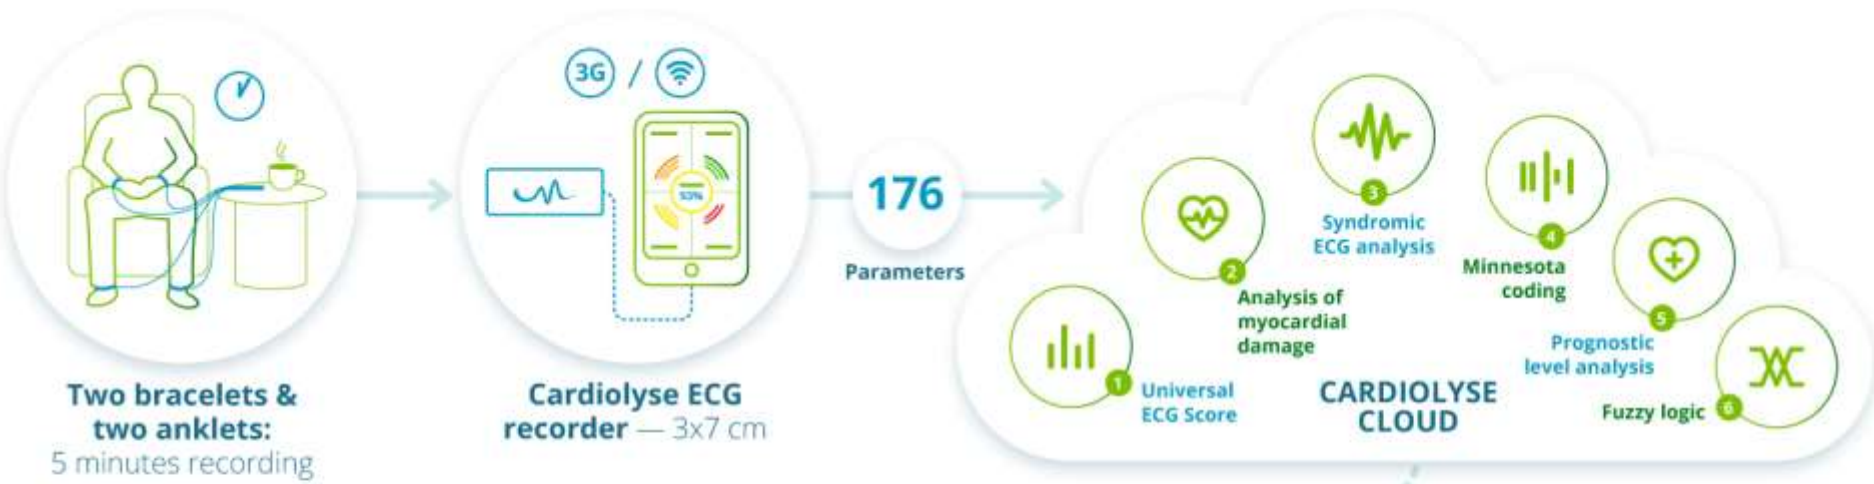 Two bracelets &
two anklets:
5 minutes recording
3G /
53%
Cardiolyse ECG
recorder — 3x7 cm
176
Parameters
1
Universal
ECG Score
2
Analysis of
myocardial
damage
3
Syndromic
ECG analysis
4
Minnesota
coding
5
Prognostic
level analysis
6
Fuzzy logic
CARDIOLYSE
CLOUD